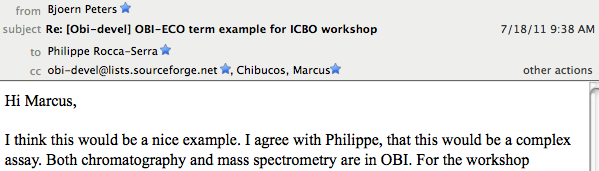 from Bjoern Peters
subject Re: [Obi-devel] OBI-ECO term example for ICBO workshop 7/18/11 9:38 AM
to Philippe Rocca-Serra
cc obi-devel@lists.sourceforge.net, Chibucos, Marcus other actions
Hi Marcus,
I think this would be a nice example. I agree with Philippe, that this would be a complex
assay. Both chromatography and mass spectrometry are in OBI. For the workshop